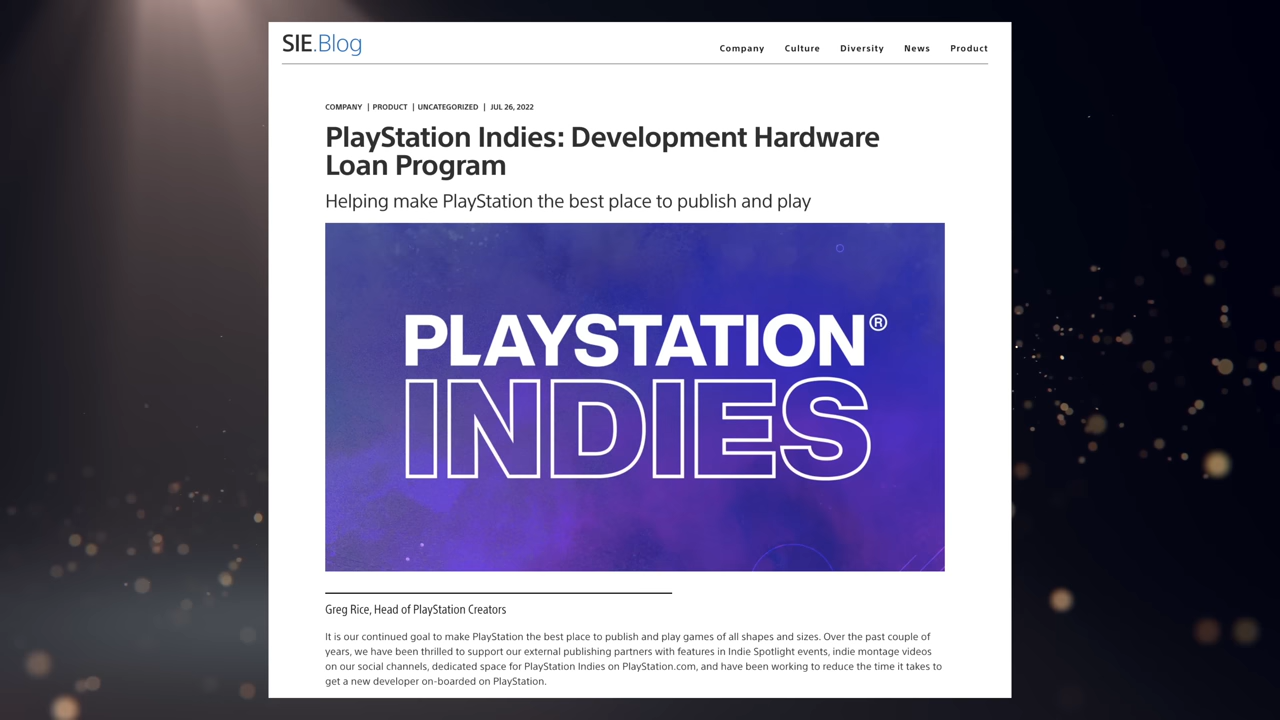 SIE.Blog
Company Culture Diversity News Product
COMPANY | PRODUCT | UNCATEGORIZED | JUL 26, 2022
PlayStation Indies: Development Hardware
Loan Program
Helping make PlayStation the best place to publish and play
PLAYSTATION®
INDIES
Greg Rice, Head of PlayStation Creators
It is our continued goal to make PlayStation the best place to publish and play games of all shapes and sizes. Over the past couple of
years, we have been thrilled to support our external publishing partners with features in Indie Spotlight events, indie montage videos
on our social channels, dedicated space for PlayStation Indies on PlayStation.com, and have been working to reduce the time it takes to
get a new developer on-boarded on PlayStation.